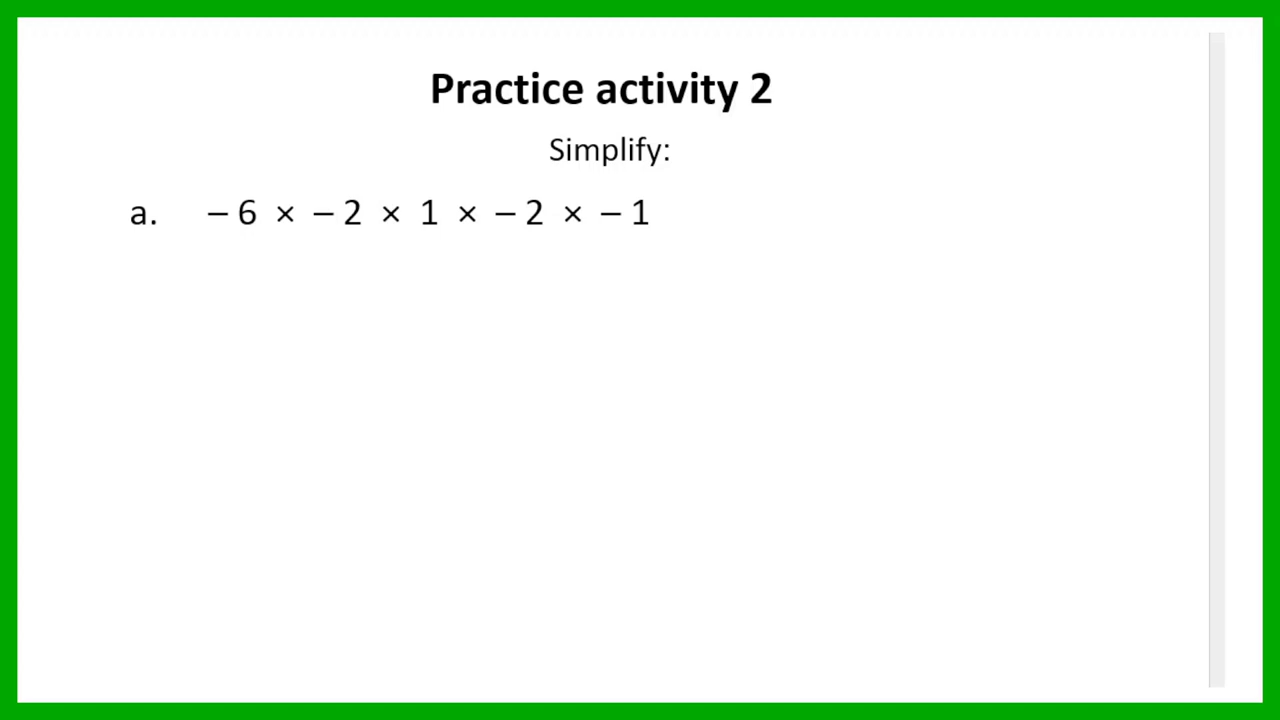 Practice activity 2
Simplify:
a. – 6 × – 2 × 1 × – 2 × – 1